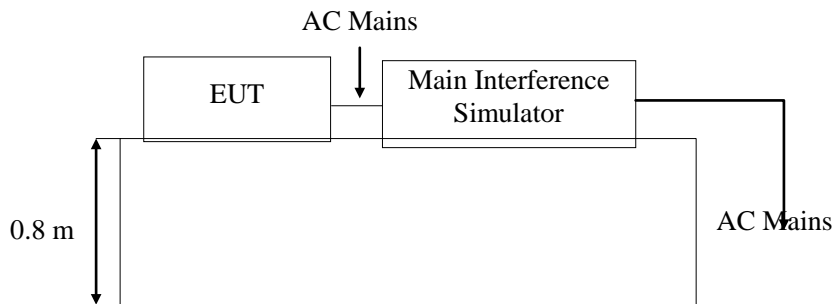 AC Mains
EUT
Main Interference
Simulator
0.8 m
AC Mains